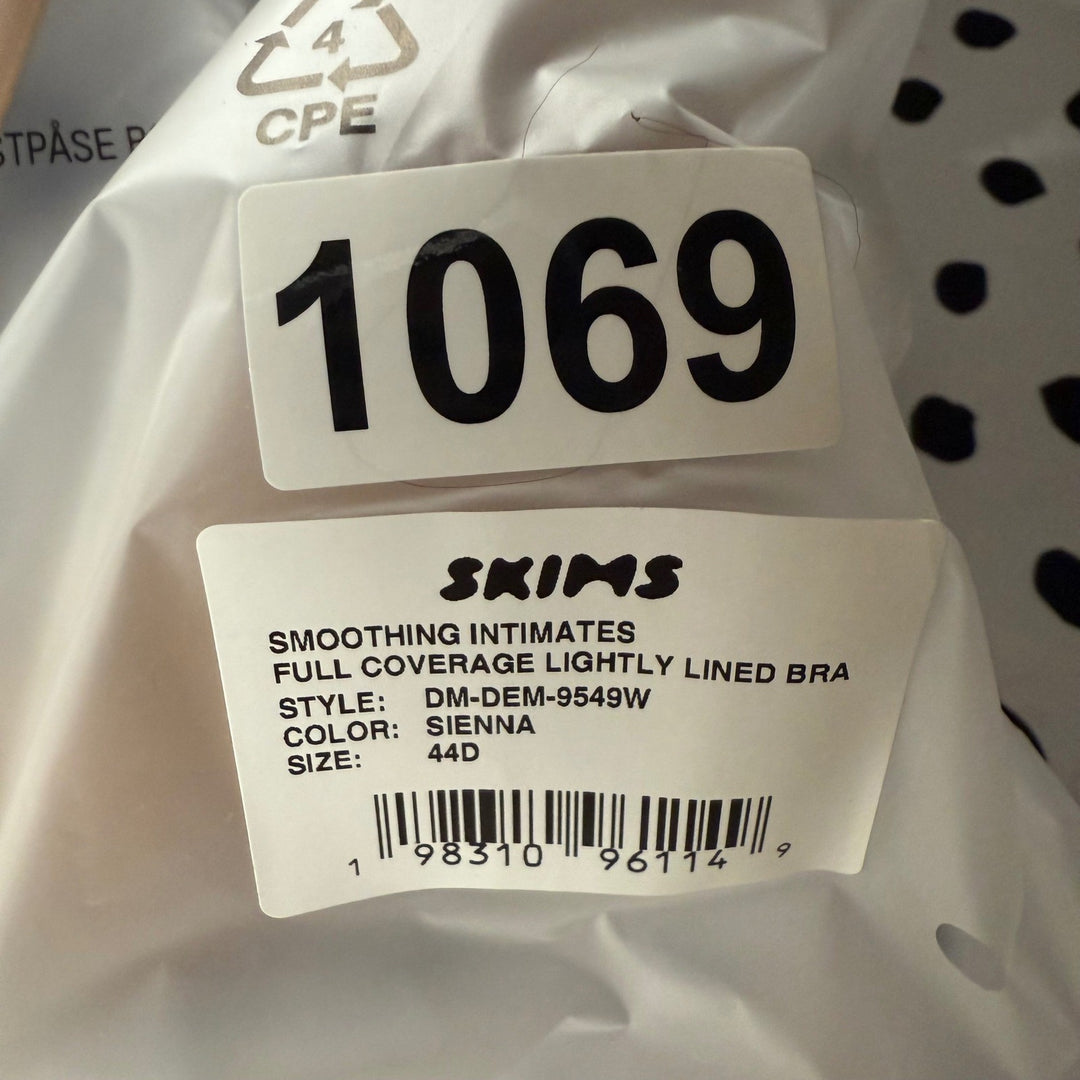 4
CPE
STPÅSE
1069
SKIMS
SMOOTHING INTIMATES
FULL COVERAGE LIGHTLY LINED BRA
STYLE: DM-DEM-9549W
COLOR: SIENNA
SIZE: 44D
1 98310 96114 9